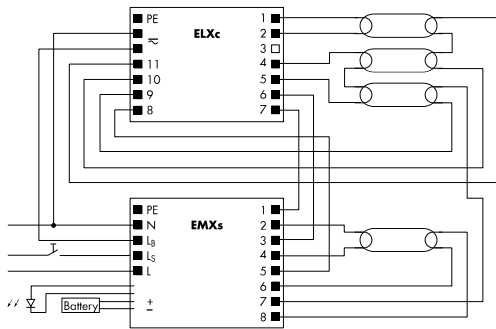 PE 1
ELXc 2
≂ 3
11 4
10 5
9 6
8 7
PE 1
N EMXs 2
LB 3
LS 4
L 5
6
+ 7
− 8
Battery